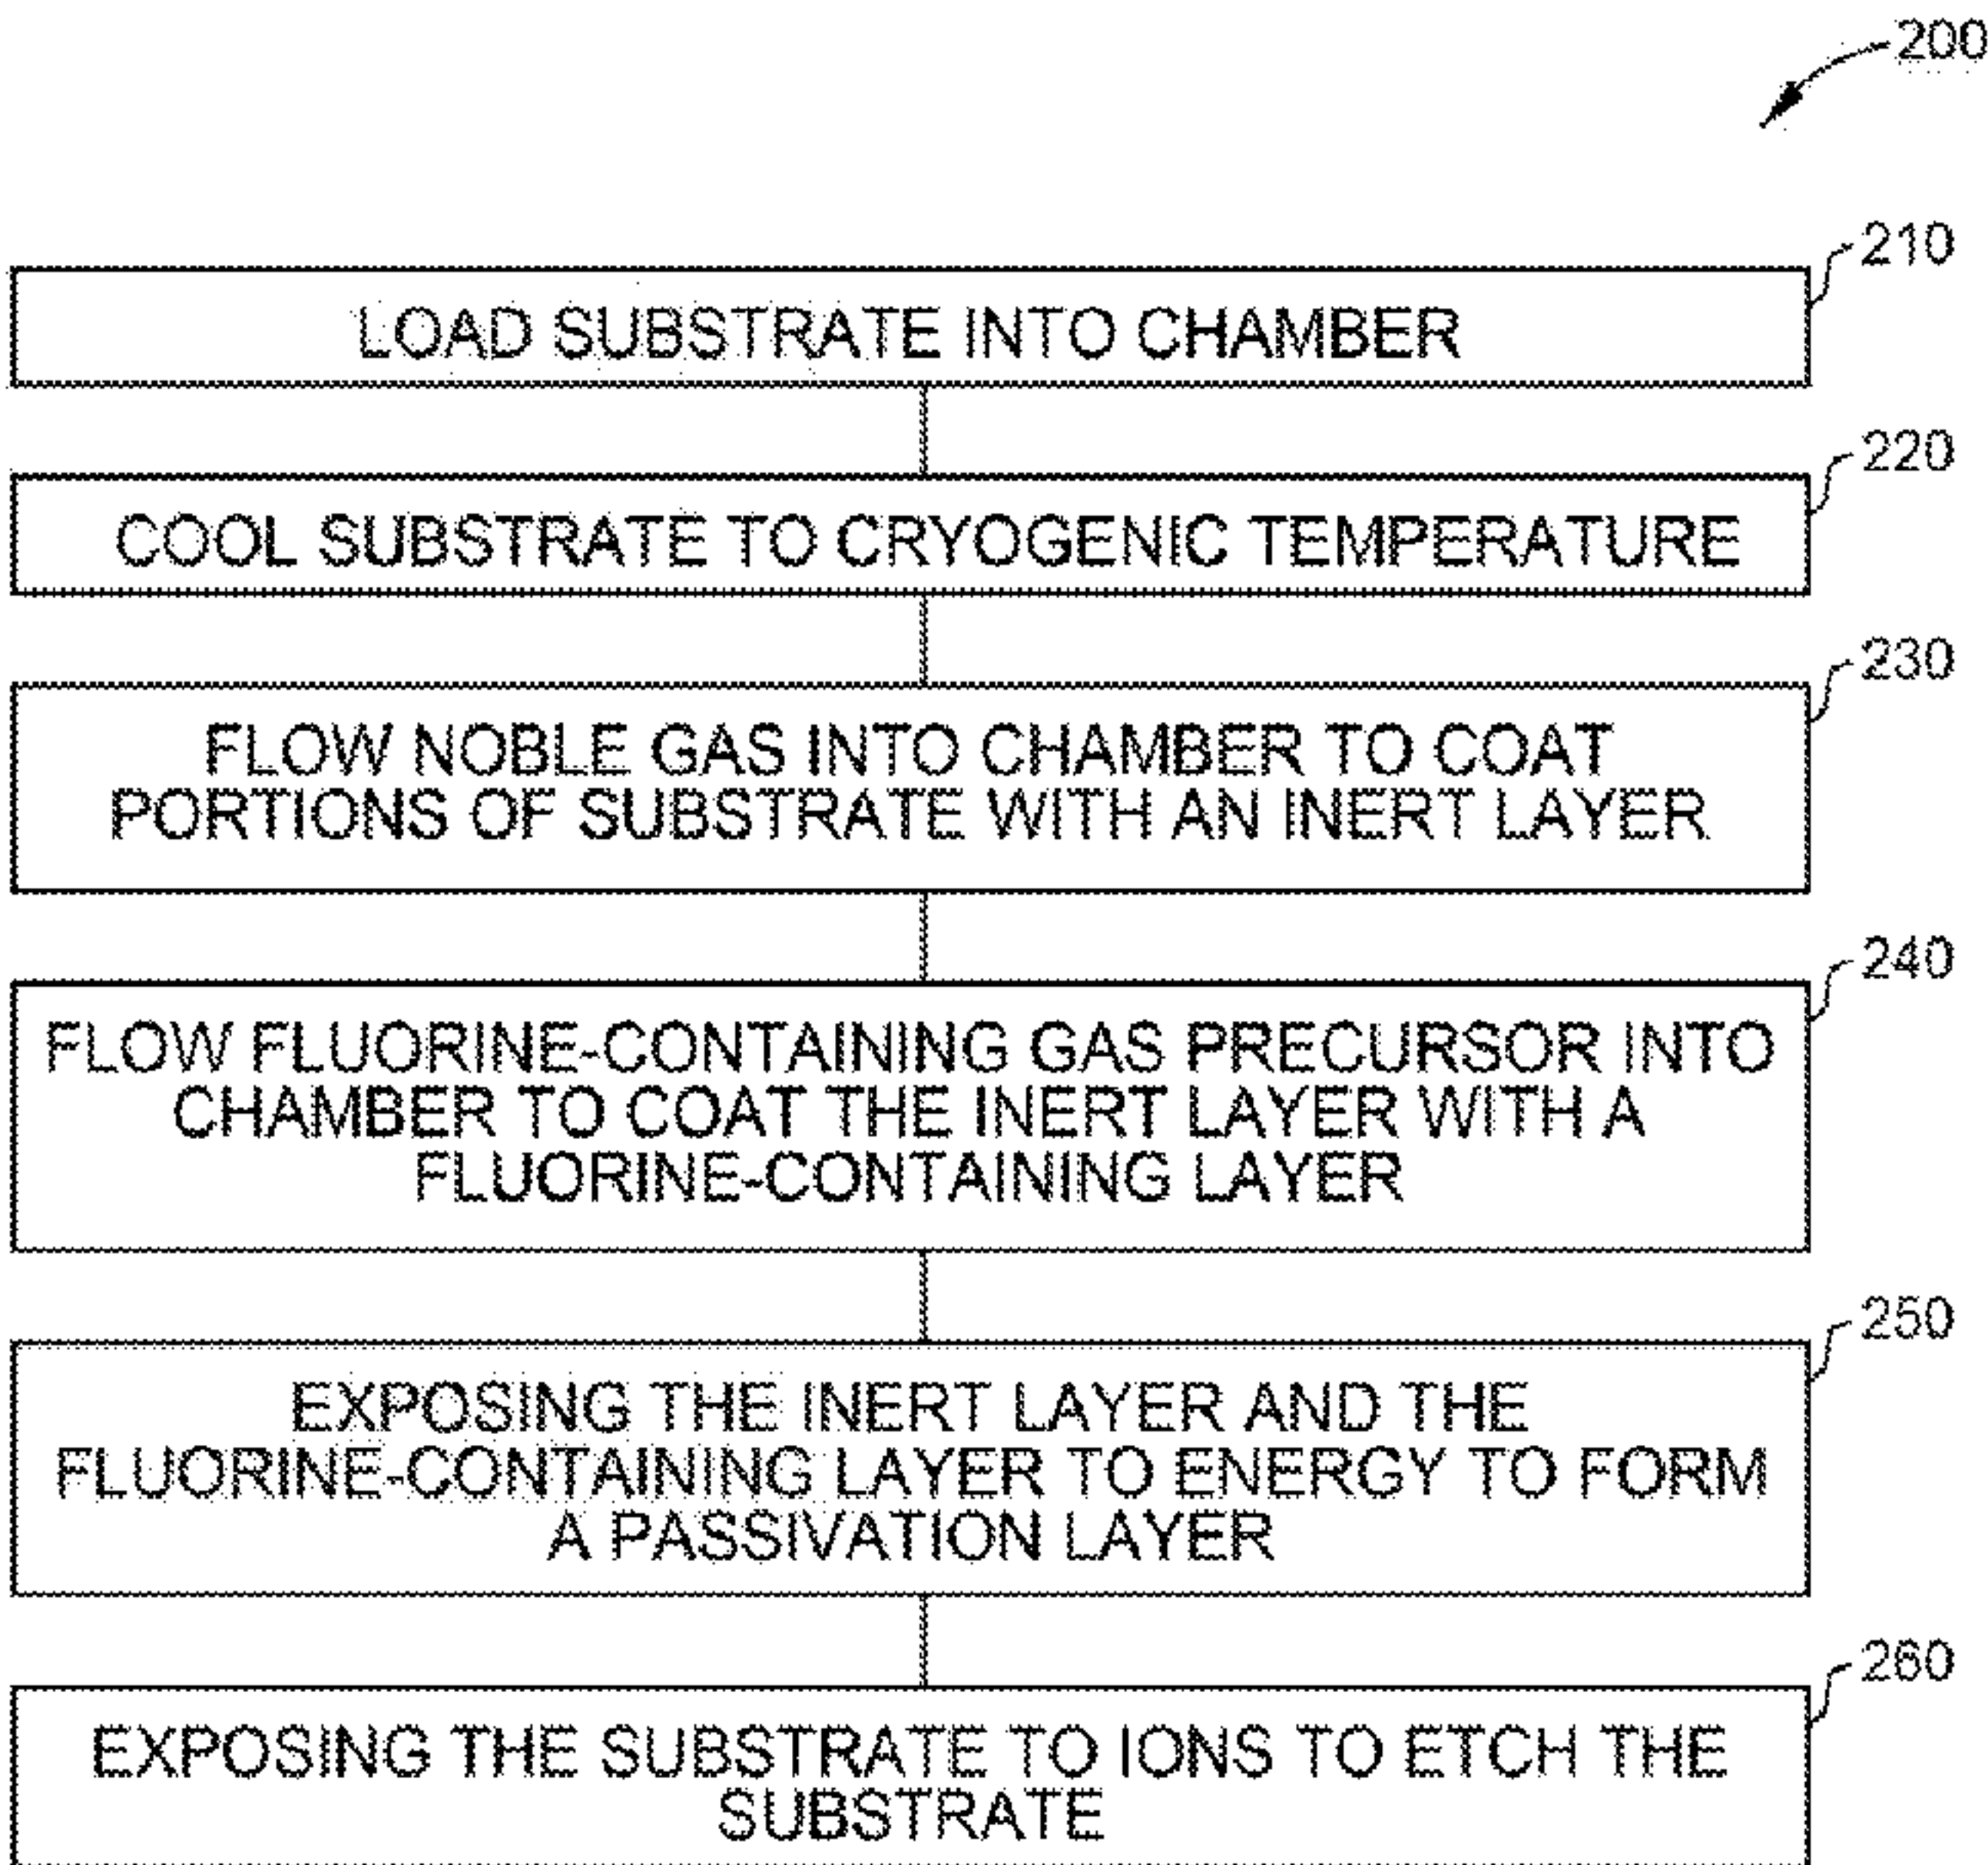 200
210
LOAD SUBSTRATE INTO CHAMBER
220
COOL SUBSTRATE TO CRYOGENIC TEMPERATURE
230
FLOW NOBLE GAS INTO CHAMBER TO COAT
PORTIONS OF SUBSTRATE WITH AN INERT LAYER
240
FLOW FLUORINE-CONTAINING GAS PRECURSOR INTO
CHAMBER TO COAT THE INERT LAYER WITH A
FLUORINE-CONTAINING LAYER
250
EXPOSING THE INERT LAYER AND THE
FLUORINE-CONTAINING LAYER TO ENERGY TO FORM
A PASSIVATION LAYER
260
EXPOSING THE SUBSTRATE TO IONS TO ETCH THE
SUBSTRATE